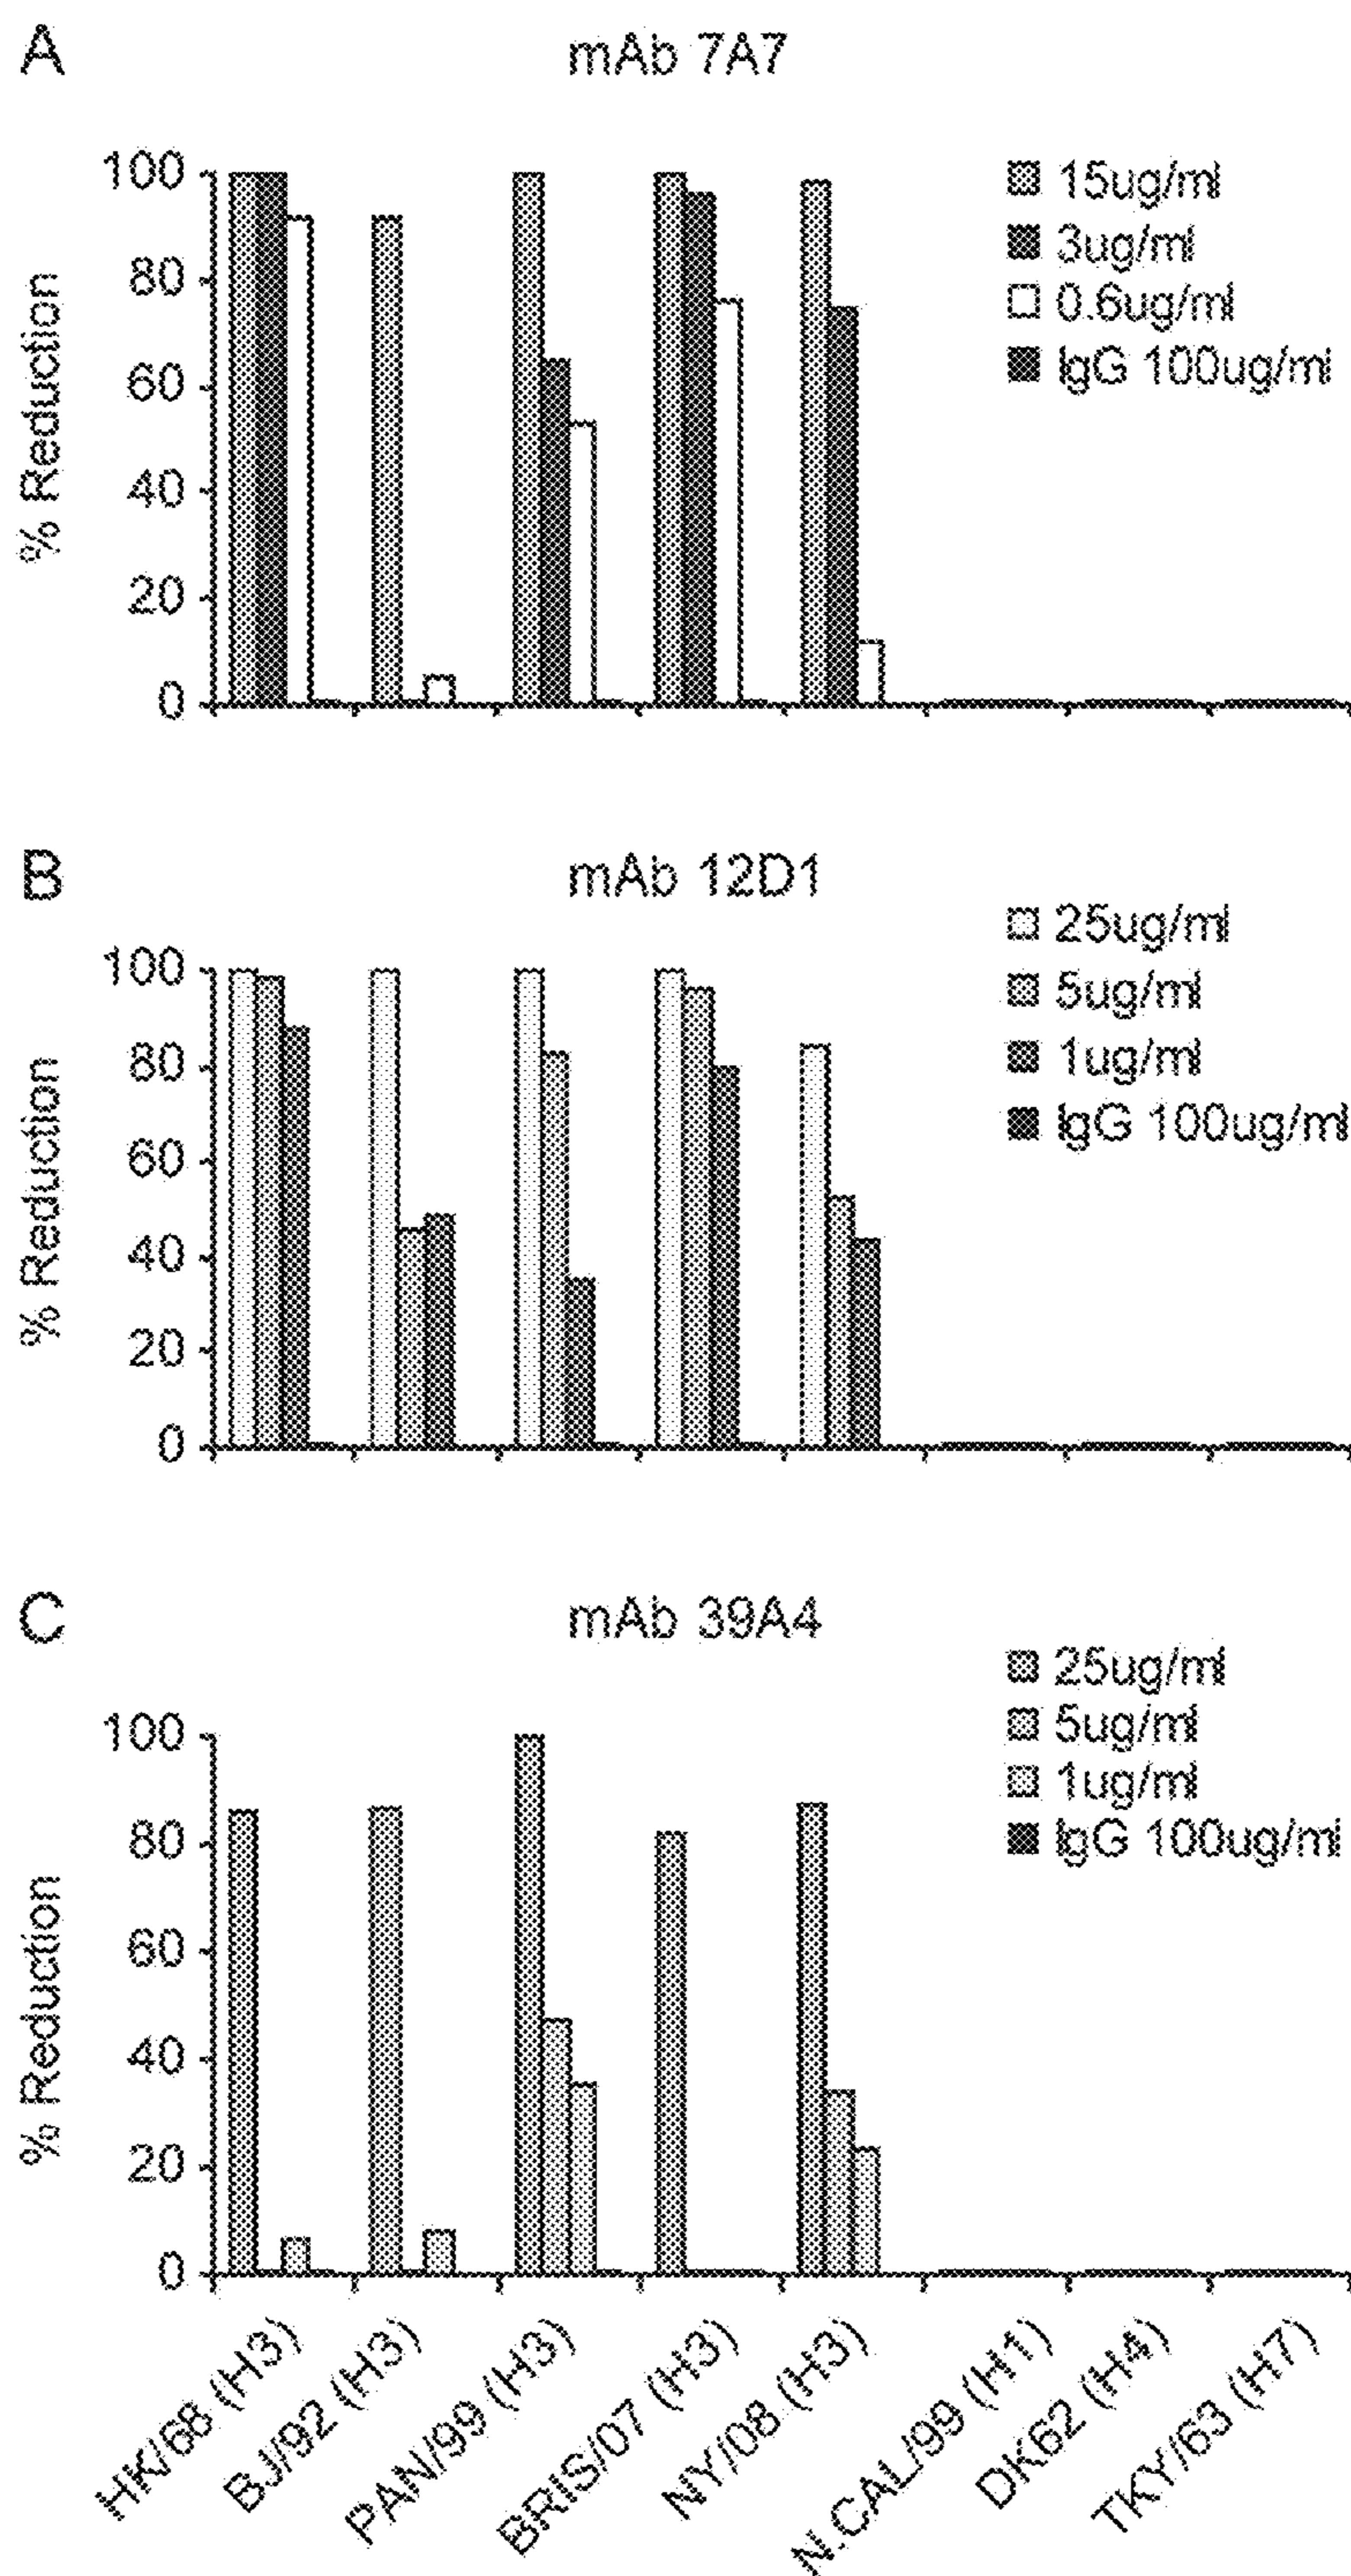 A
mAb 7A7
100
80
60
40
20
0
% Reduction
15ug/ml
3ug/ml
0.6ug/ml
IgG 100ug/ml
B
mAb 12D1
100
80
60
40
20
0
% Reduction
25ug/ml
5ug/ml
1ug/ml
IgG 100ug/ml
C
mAb 39A4
100
80
60
40
20
0
% Reduction
25ug/ml
5ug/ml
1ug/ml
IgG 100ug/ml
HK/68 (H3)
BJ/92 (H3)
PAN/99 (H3)
BRIS/07 (H3)
NY/08 (H3)
N.CAL/99 (H1)
DK62 (H4)
TKY/63 (H7)